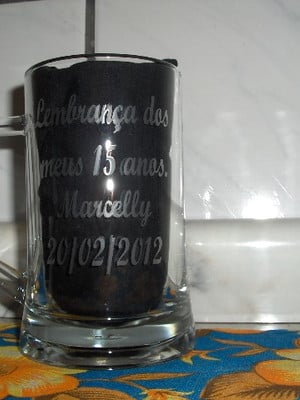 Lembrança dos
meus 15 anos.
Marcelly
20/02/2012